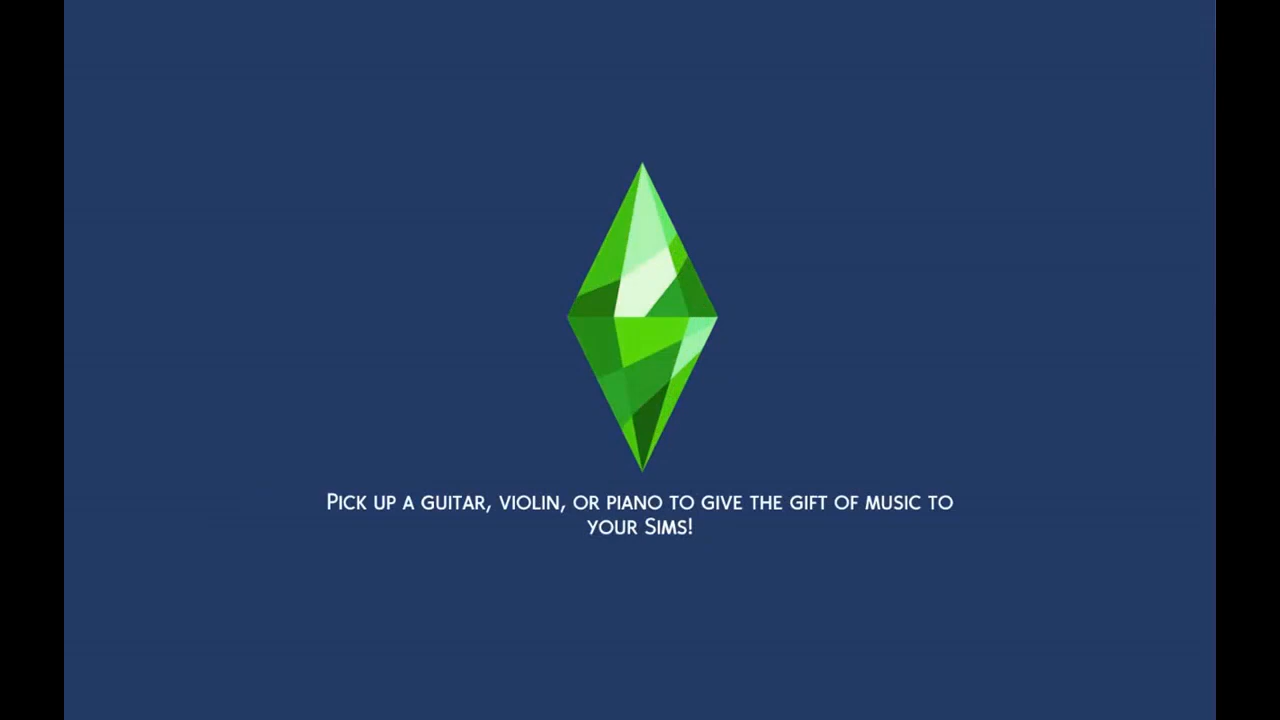 Pick up a guitar, violin, or piano to give the gift of music to
your Sims!